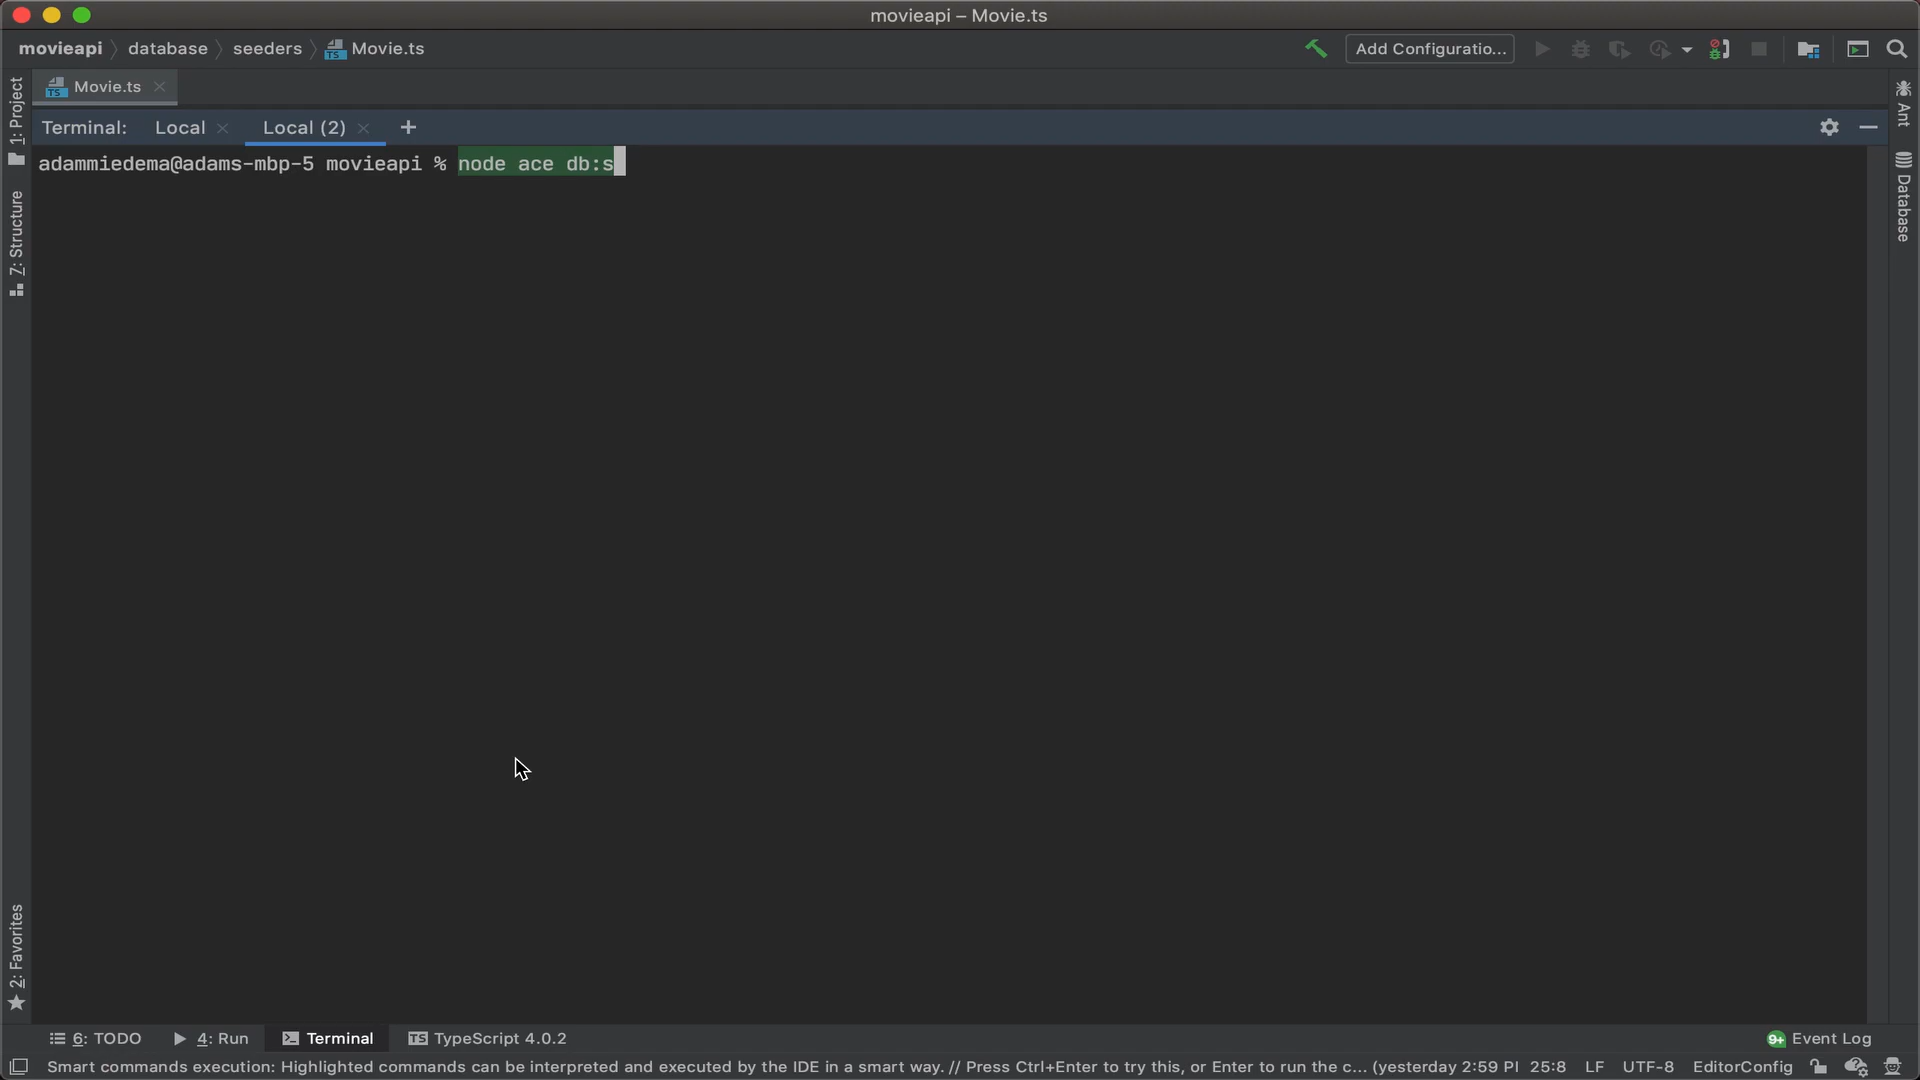 movieapi – Movie.ts
movieapi database seeders Movie.ts
Add Configuratio...
Movie.ts
Terminal: Local Local (2) +
adammiedema@adams-mbp-5 movieapi % node ace db:s
1: Project
7: Structure
2: Favorites
Ant
Database
6: TODO 4: Run Terminal TypeScript 4.0.2
9+ Event Log
Smart commands execution: Highlighted commands can be interpreted and executed by the IDE in a smart way. // Press Ctrl+Enter to try this, or Enter to run the c... (yesterday 2:59 PI 25:8 LF UTF-8 EditorConfig